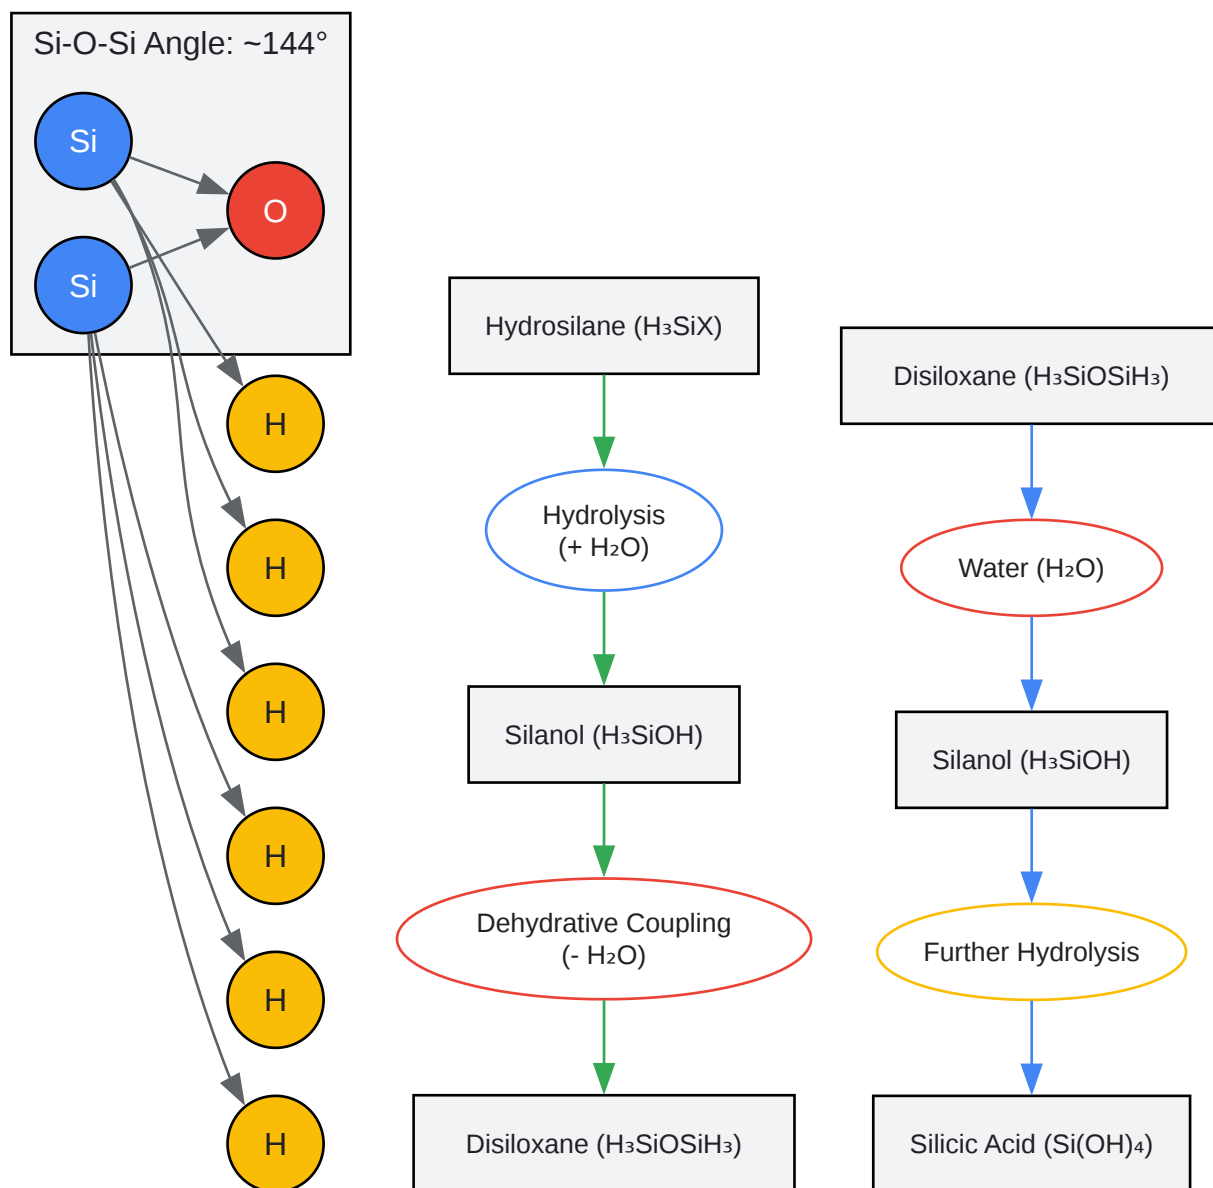 Si-O-Si Angle: ~144°
Si
O
Si
H
H
H
H
H
H
Hydrosilane (H₃SiX)
Hydrolysis
(+ H₂O)
Silanol (H₃SiOH)
Dehydrative Coupling
(- H₂O)
Disiloxane (H₃SiOSiH₃)
Disiloxane (H₃SiOSiH₃)
Water (H₂O)
Silanol (H₃SiOH)
Further Hydrolysis
Silicic Acid (Si(OH)₄)